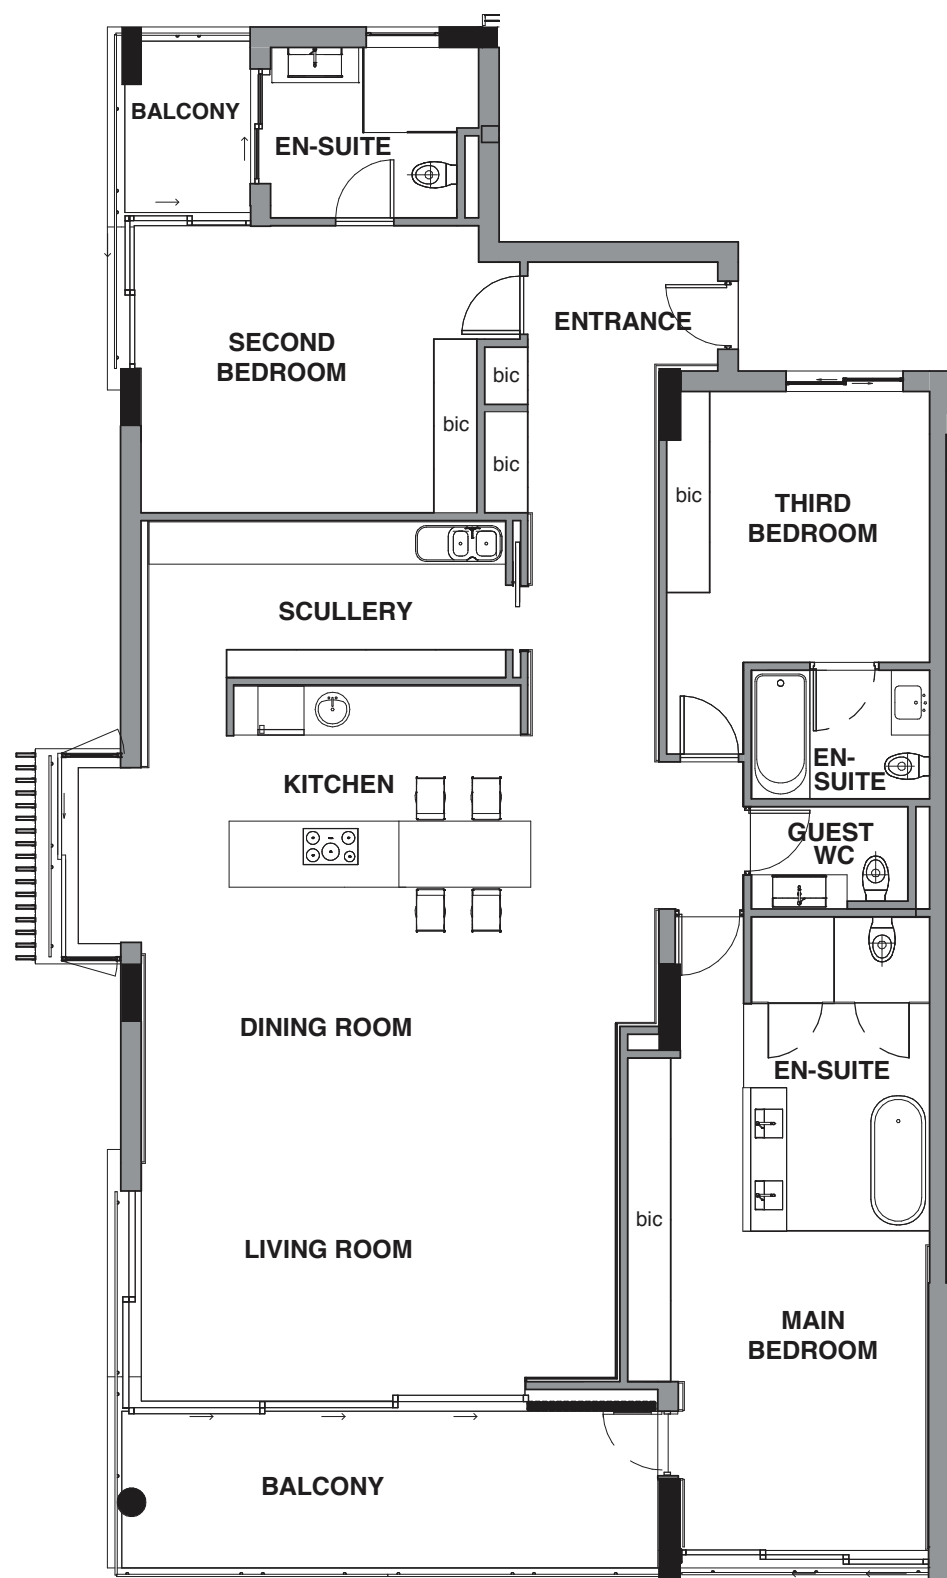 BALCONY
EN-SUITE
ENTRANCE
SECOND
BEDROOM
bic
bic
bic
bic
THIRD
BEDROOM
SCULLERY
KITCHEN
EN-
SUITE
GUEST
WC
DINING ROOM
EN-SUITE
LIVING ROOM
bic
MAIN
BEDROOM
BALCONY